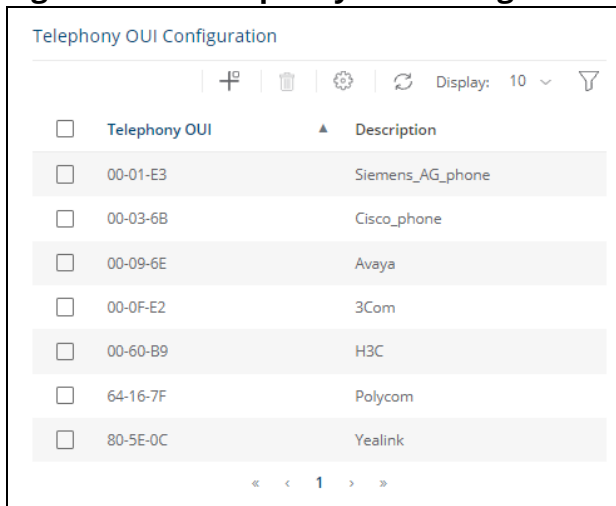 Telephony OUI Configuration
Display: 10
Telephony OUI ▲ Description
00-01-E3 Siemens_AG_phone
00-03-6B Cisco_phone
00-09-6E Avaya
00-0F-E2 3Com
00-60-B9 H3C
64-16-7F Polycom
80-5E-0C Yealink
« ‹ 1 › »